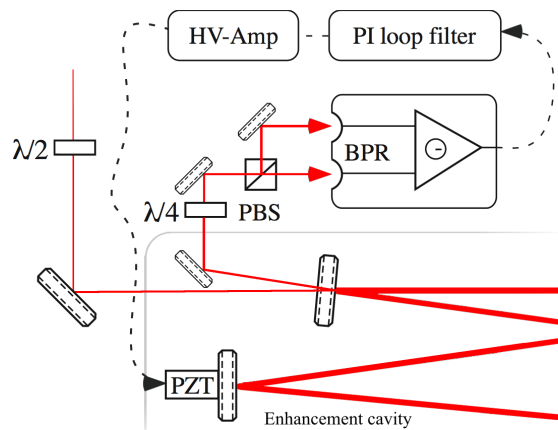 HV-Amp
PI loop filter
λ/2
BPR
-
λ/4
PBS
PZT
Enhancement cavity